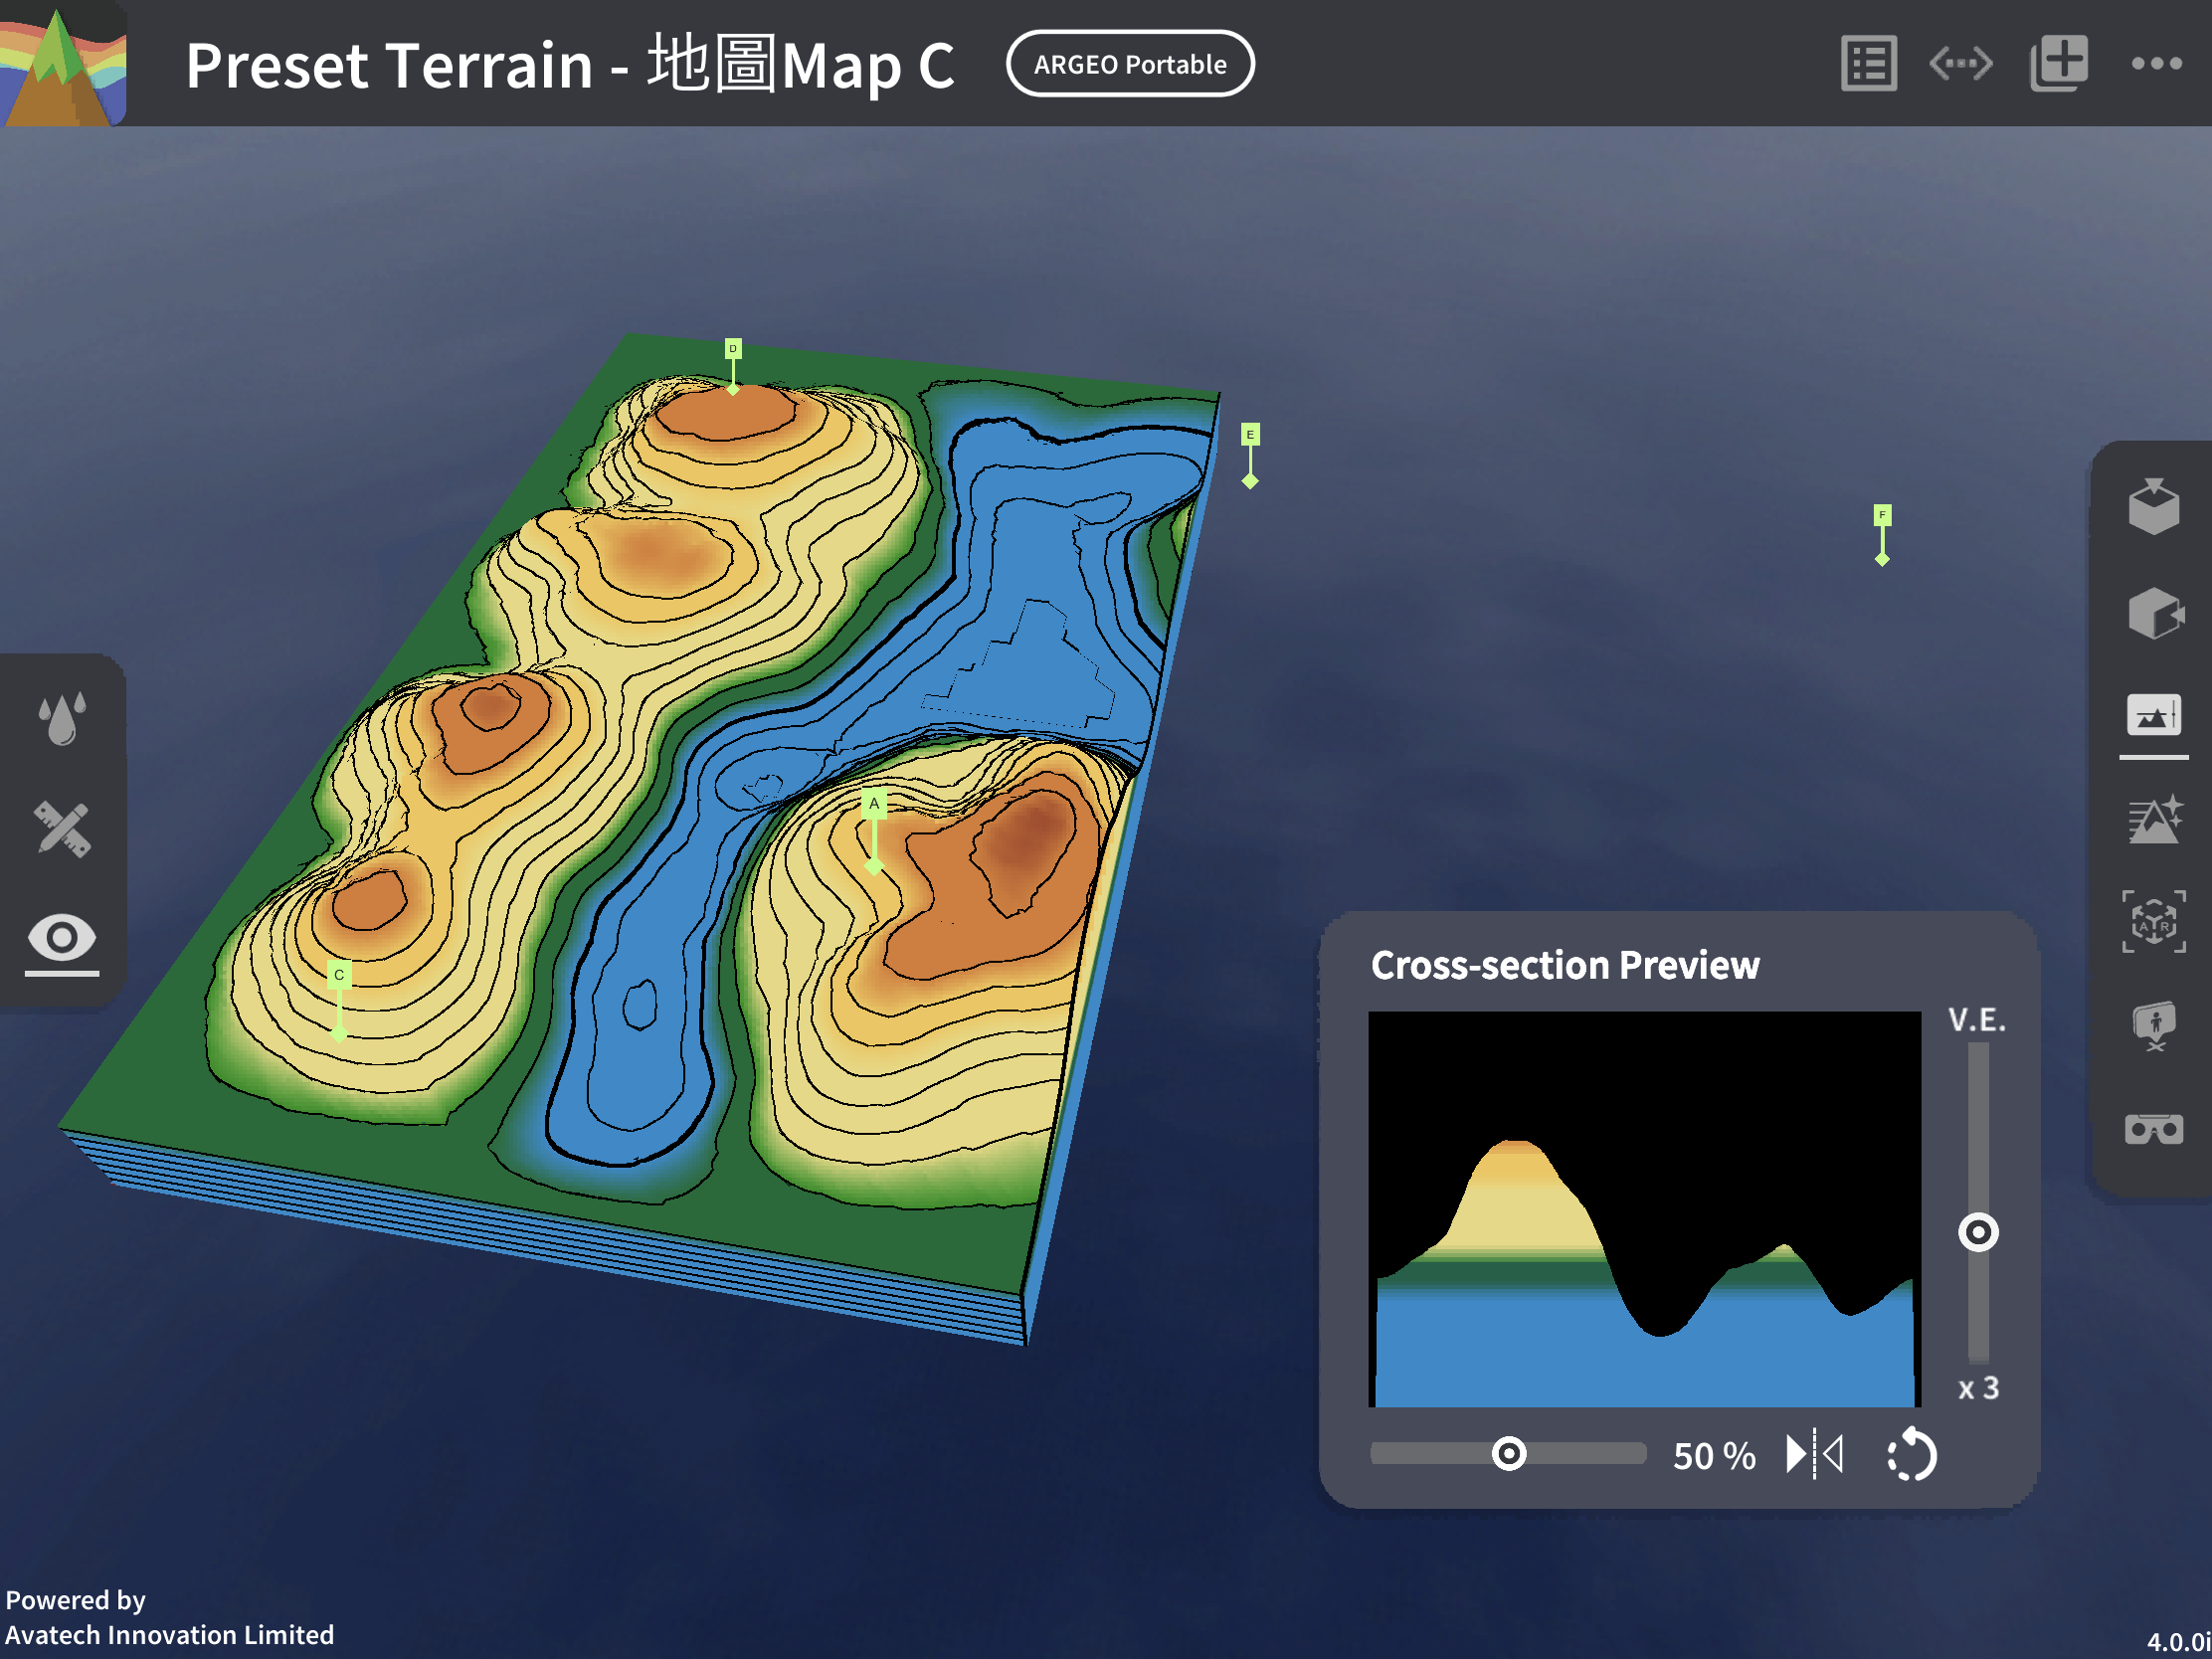 Preset Terrain - 地圖Map C
ARGEO Portable
D
E
F
A
C
A R
Cross-section Preview
V.E.
x 3
50 %
Powered by
Avatech Innovation Limited
4.0.0i